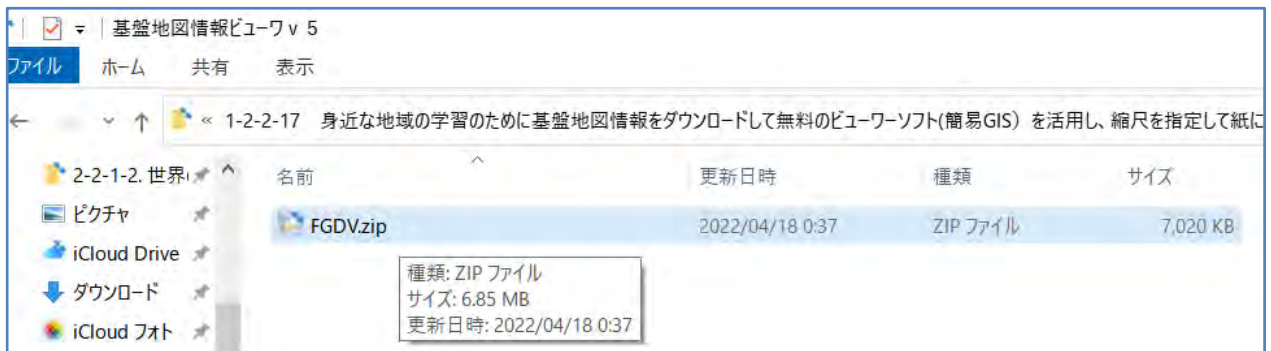 基盤地図情報ビューワ v 5
ファイル ホーム 共有 表示
« 1-2-2-17 身近な地域の学習のために基盤地図情報をダウンロードして無料のビューワーソフト(簡易GIS）を活用し、縮尺を指定して紙に
2-2-1-2. 世界 名前 更新日時 種類 サイズ
ピクチャ FGDV.zip 2022/04/18 0:37 ZIP ファイル 7,020 KB
iCloud Drive 種類: ZIP ファイル
ダウンロード サイズ: 6.85 MB
iCloud フォト 更新日時: 2022/04/18 0:37